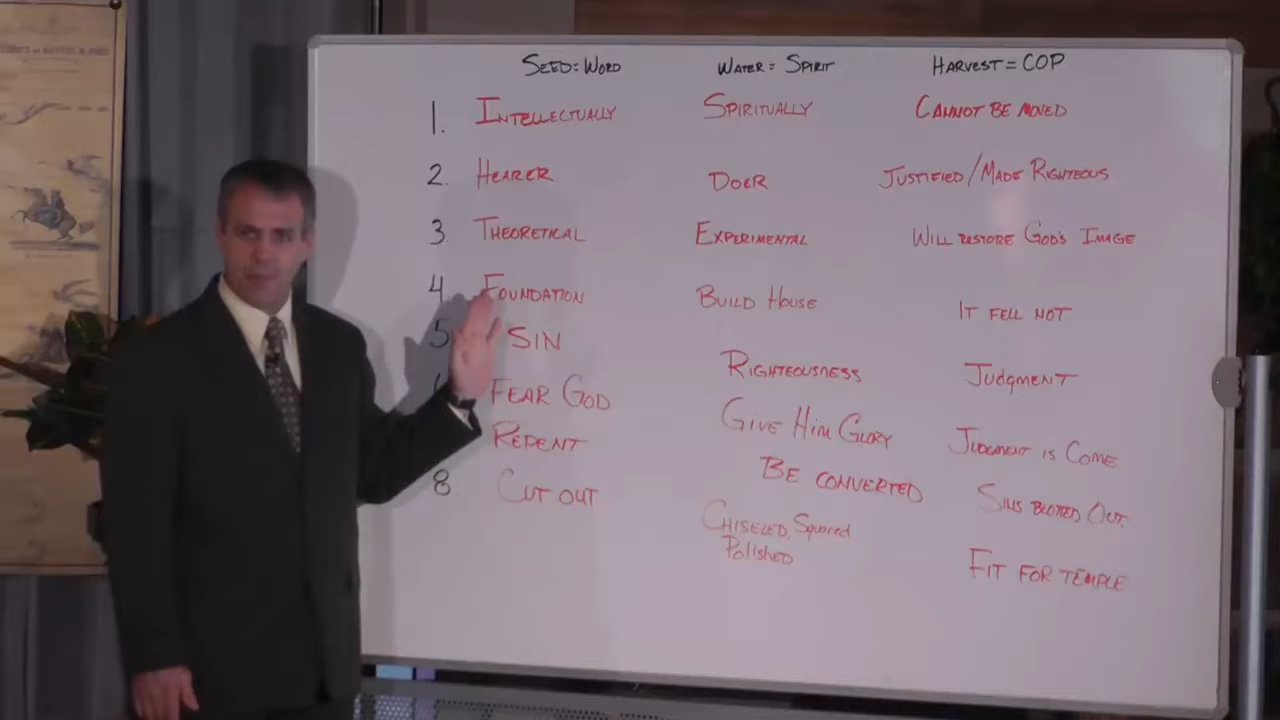 SEED=WORD WATER=SPIRIT HARVEST=COP
1. INTELLECTUALLY SPIRITUALLY CANNOT BE MOVED
2. HEARER DOER JUSTIFIED/MADE RIGHTEOUS
3. THEORETICAL EXPERIMENTAL WILL RESTORE GOD'S IMAGE
4 FOUNDATION BUILD HOUSE IT FELL NOT
5 SIN RIGHTEOUSNESS JUDGMENT
FEAR GOD GIVE HIM GLORY JUDGMENT IS COME
REPENT BE CONVERTED SINS BLOTED OUT.
8 CUT OUT CHISELED, Squared FIT FOR TEMPLE
PolishED